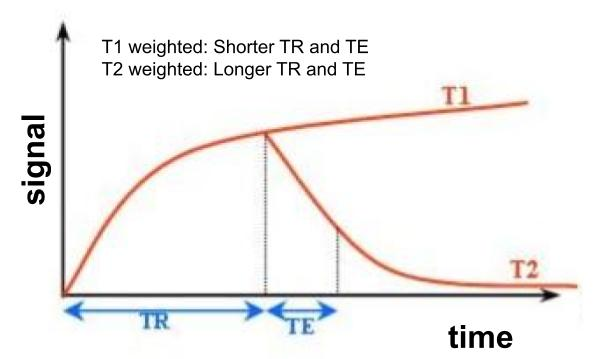 T1 weighted: Shorter TR and TE
T2 weighted: Longer TR and TE
T1
signal
T2
TR
TE
time